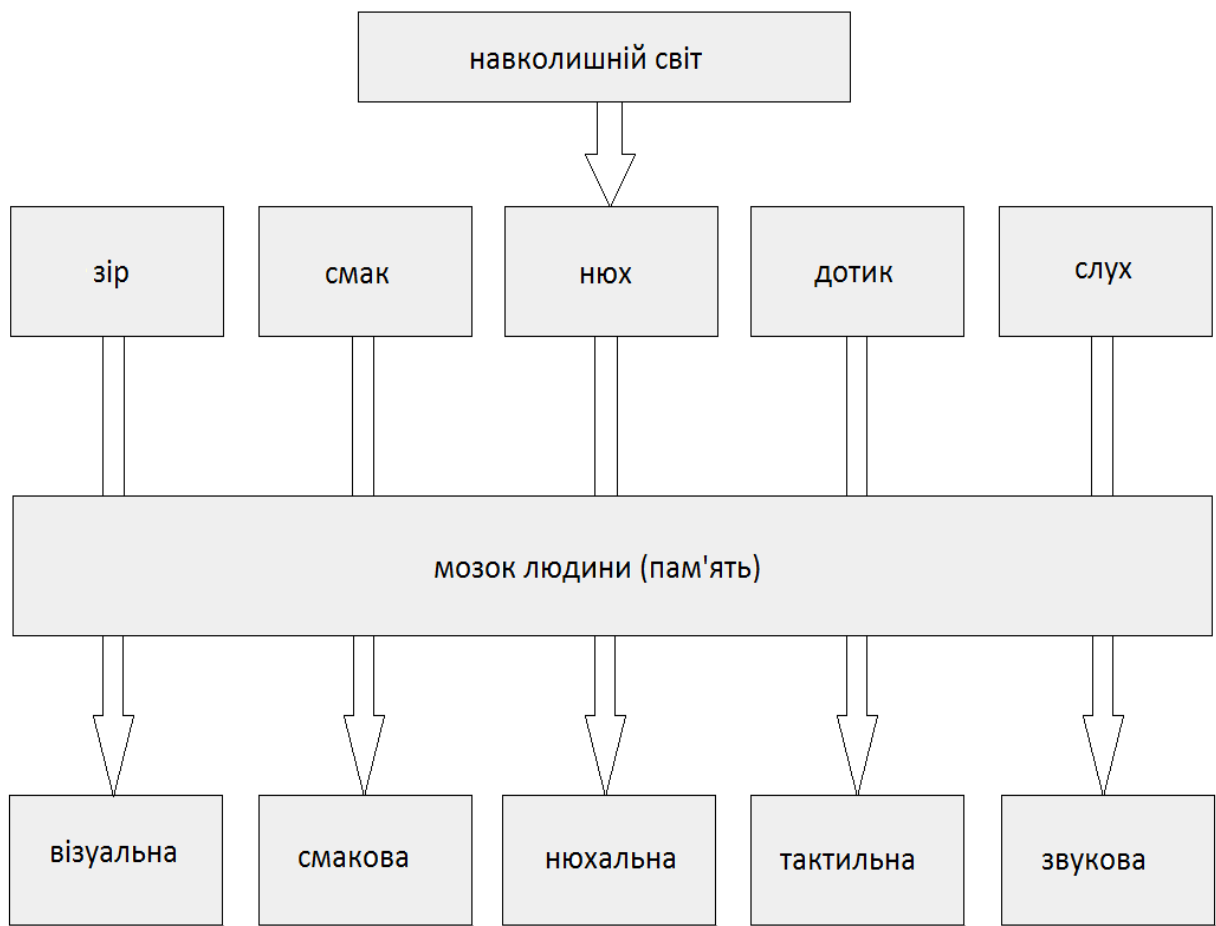 навколишній світ
зір
смак
нюх
дотик
слух
мозок людини (пам'ять)
візуальна
смакова
нюхальна
тактильна
звукова